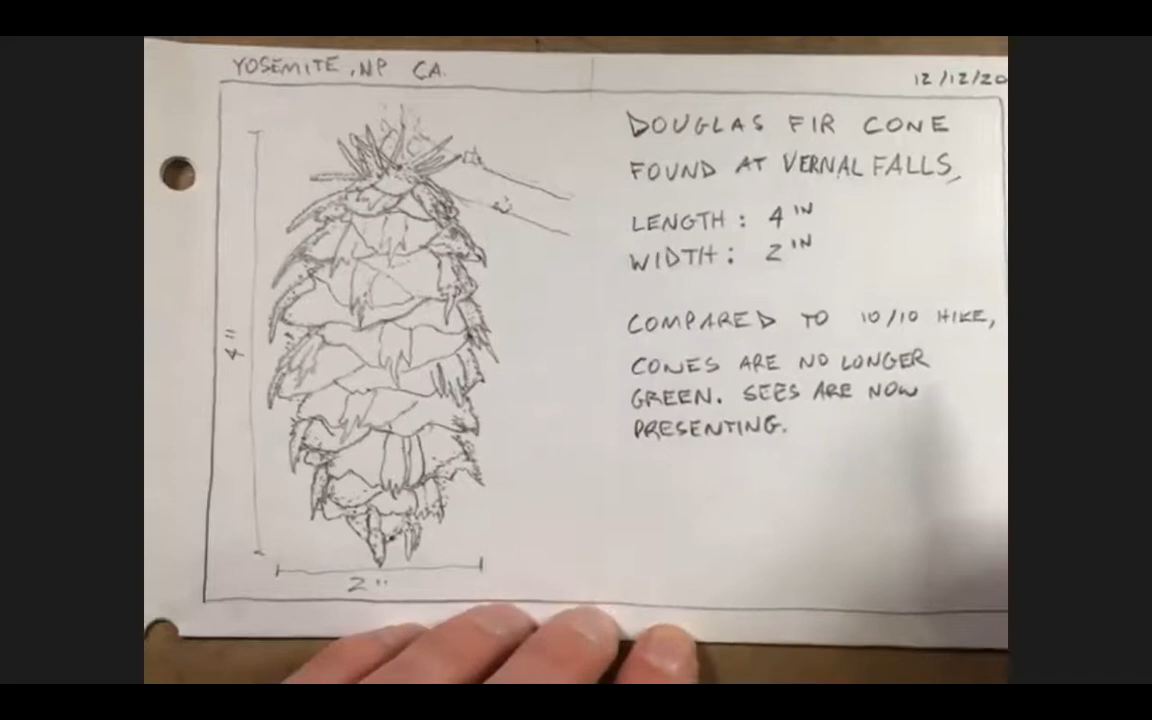 YOSEMITE, NP CA.
12/12/20
DOUGLAS FIR CONE
FOUND AT VERNAL FALLS,
LENGTH: 4 IN
WIDTH: 2 IN
COMPARED TO 10/10 HIKE,
CONES ARE NO LONGER
GREEN. SEES ARE NOW
PRESENTING.
4"
2"